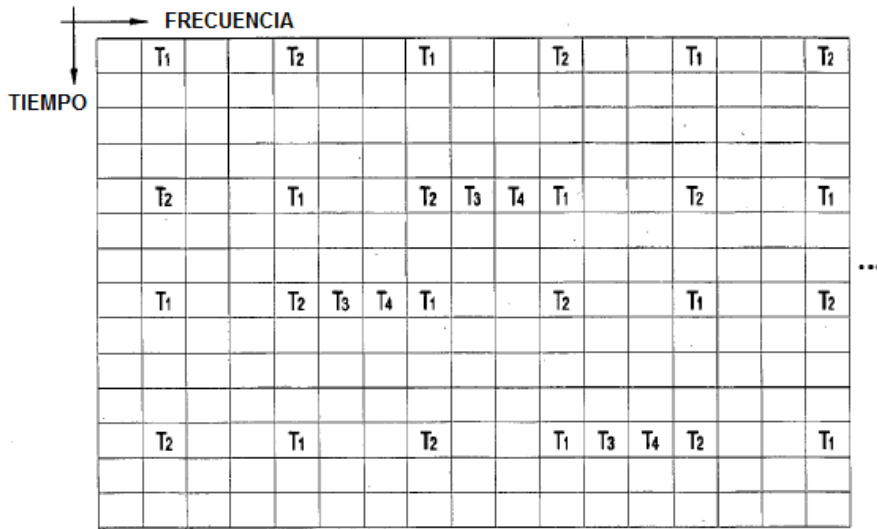 FRECUENCIA
TIEMPO
T1 T2 T1 T2 T1 T2
T2 T1 T2 T3 T4 T1 T2 T1
...
T1 T2 T3 T4 T1 T2 T1 T2
T2 T1 T2 T1 T3 T4 T2 T1